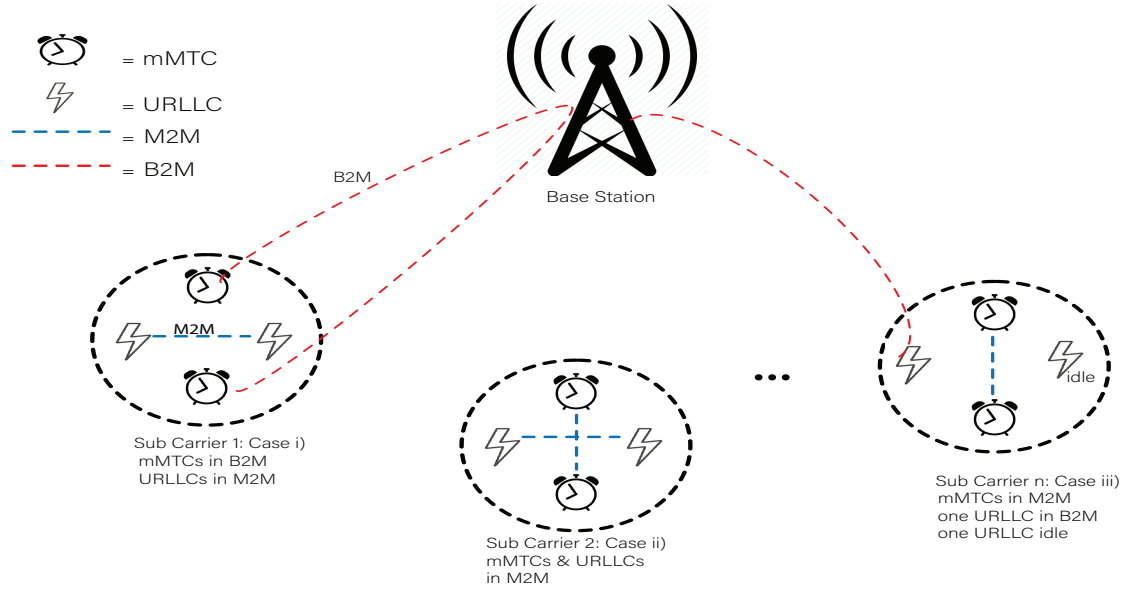 = mMTC
= URLLC
= M2M
= B2M
B2M
Base Station
M2M
idle
Sub Carrier 1: Case i)
mMTCs in B2M
URLLCs in M2M
Sub Carrier 2: Case ii)
mMTCs & URLLCs
in M2M
Sub Carrier n: Case iii)
mMTCs in M2M
one URLLC in B2M
one URLLC idle